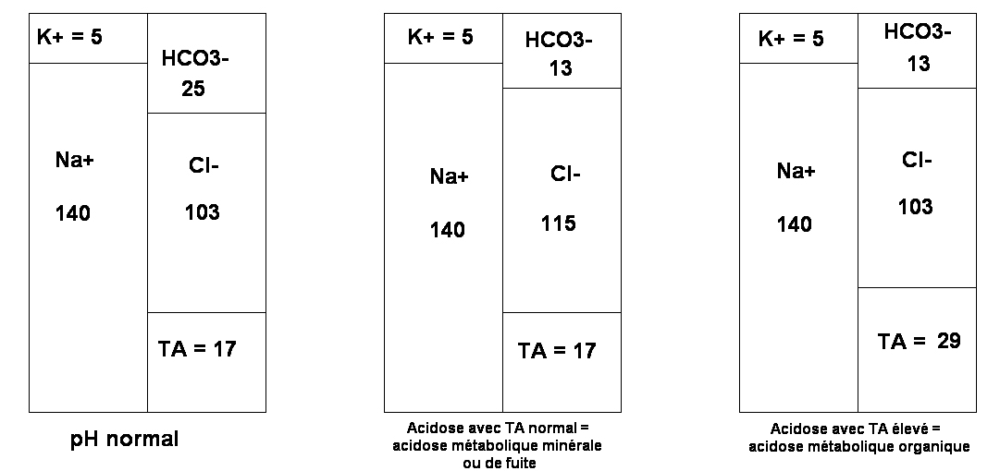 K+ = 5
HCO3-
25
Na+
140
Cl-
103
TA = 17
pH normal
K+ = 5
HCO3-
13
Na+
140
Cl-
115
TA = 17
Acidose avec TA normal =
acidose métabolique minérale
ou de fuite
K+ = 5
HCO3-
13
Na+
140
Cl-
103
TA = 29
Acidose avec TA élevé =
acidose métabolique organique